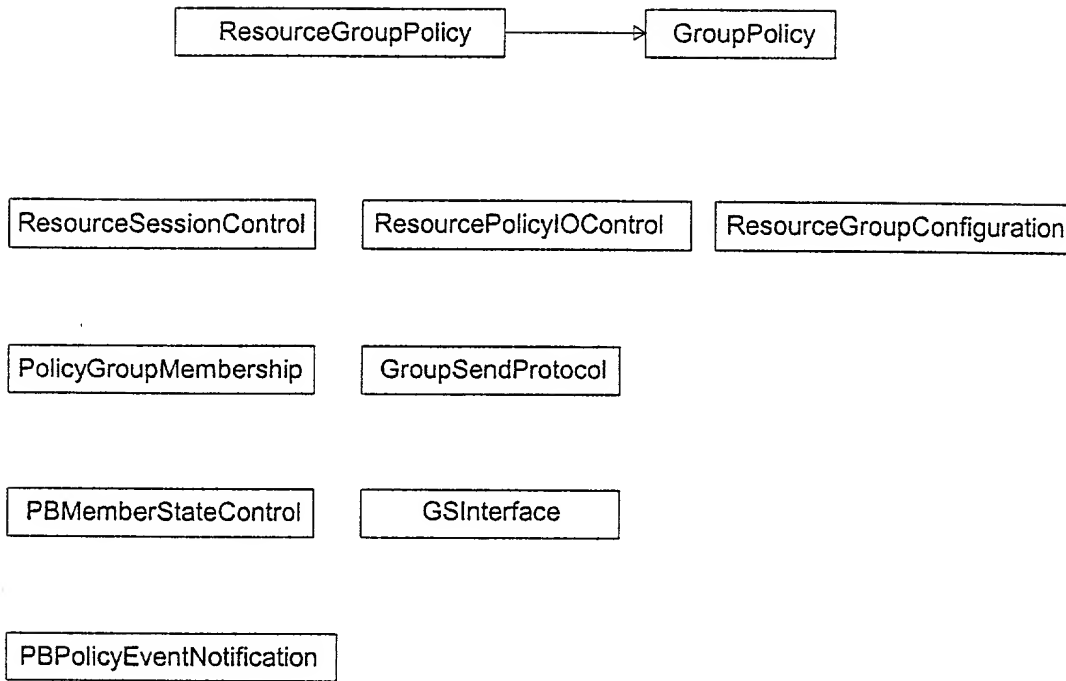 ResourceGroupPolicy
GroupPolicy
ResourceSessionControl
ResourcePolicyIOControl
ResourceGroupConfiguration
PolicyGroupMembership
GroupSendProtocol
PBMemberStateControl
GSInterface
PBPolicyEventNotification